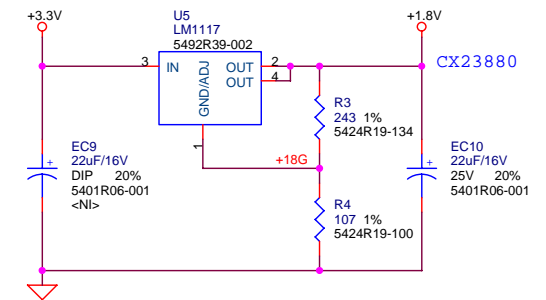 +3.3V
U5
LM1117
5492R39-002
+1.8V
3
IN
OUT
2
OUT
4
GND/ADJ
1
CX23880
R3
243 1%
5424R19-134
+18G
EC9
22uF/16V
DIP 20%
5401R06-001
<NI>
EC10
22uF/16V
25V 20%
5401R06-001
R4
107 1%
5424R19-100
+
+